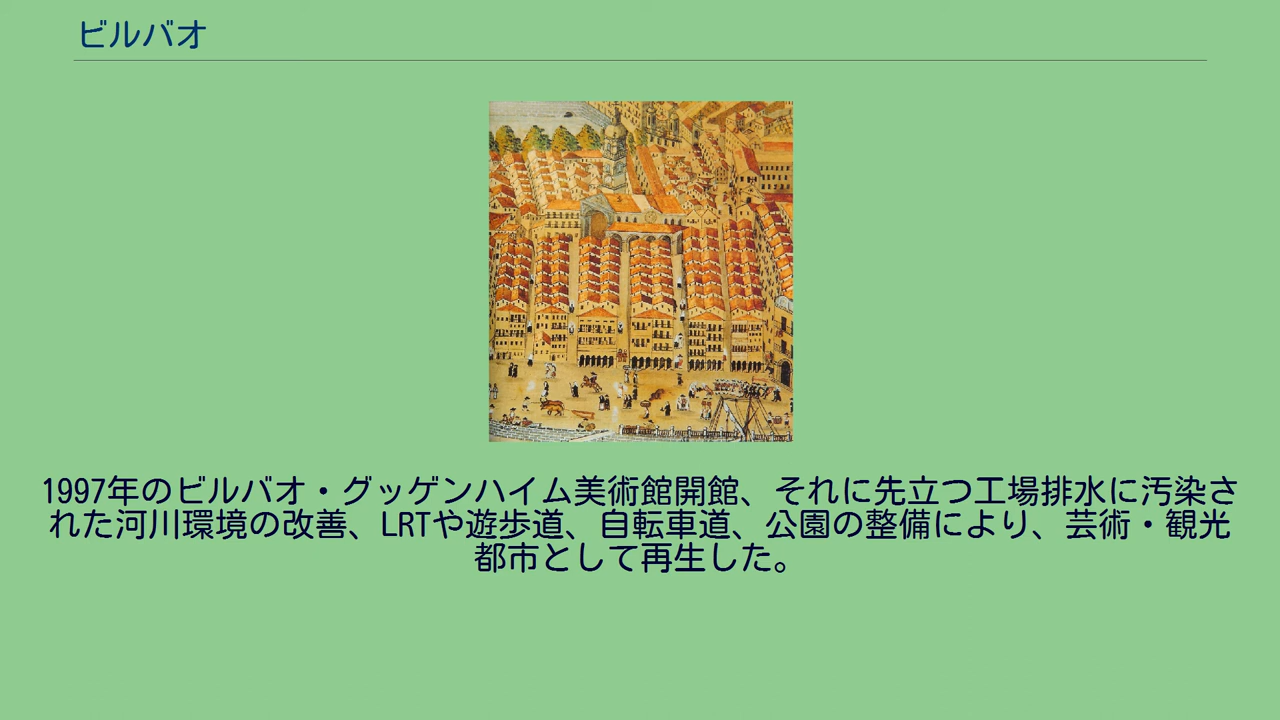 ビルバオ
1997年のビルバオ・グッゲンハイム美術館開館、それに先立つ工場排水に汚染さ
れた河川環境の改善、LRTや遊歩道、自転車道、公園の整備により、芸術・観光
都市として再生した。